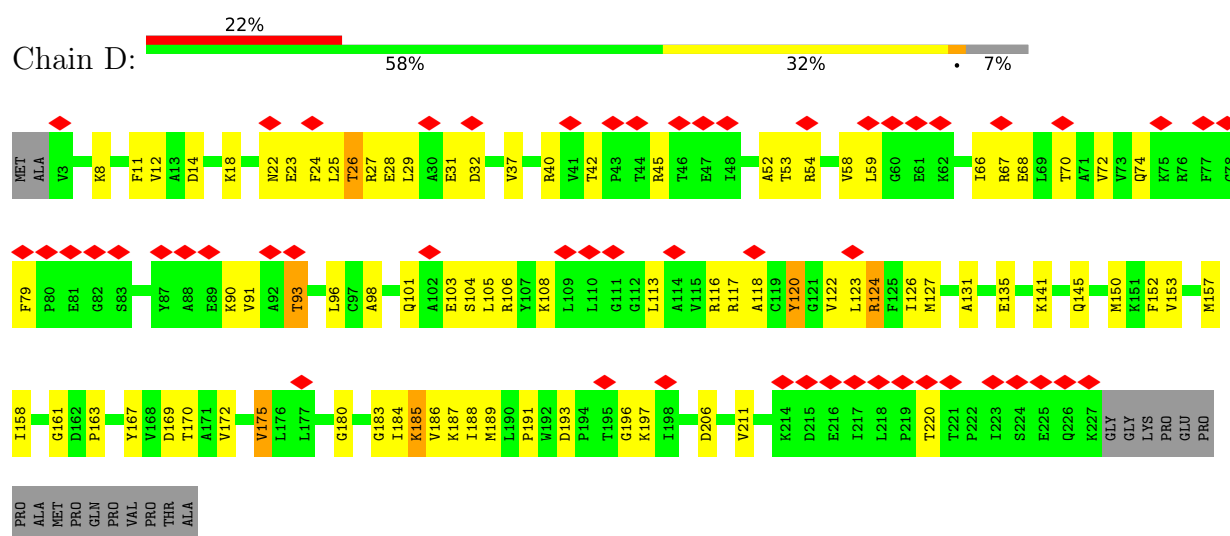 22%
Chain D:
58% 32% • 7%
MET ALA V3 K8 F11 V12 A13 D14 K18 N22 E23 F24 L25 T26 R27 E28 L29 A30 E31 D32 V37 R40 V41 T42 P43 T44 R45 T46 E47 I48 A52 T53 R54 V58 L59 G60 E61 K62 I66 R67 E68 L69 T70 A71 V72 V73 Q74 K75 R76 F77 G78
F79 P80 E81 G82 S83 Y87 A88 E89 K90 V91 A92 T93 L96 C97 A98 Q101 A102 E103 S104 L105 R106 Y107 K108 L109 L110 G111 G112 L113 A114 V115 R116 R117 A118 C119 Y120 G121 V122 L123 R124 F125 I126 M127 A131 E135 K141 Q145 M150 K151 F152 V153 M157
I158 G161 D162 P163 Y167 V168 D169 T170 A171 V172 V175 L176 L177 G180 G183 I184 K185 V186 K187 I188 M189 L190 P191 W192 D193 P194 T195 G196 K197 I198 D206 V211 K214 D215 E216 I217 L218 P219 T220 T221 P222 I223 S224 E225 Q226 K227 GLY GLY LYS PRO GLU PRO
PRO ALA MET PRO GLN PRO VAL PRO THR ALA